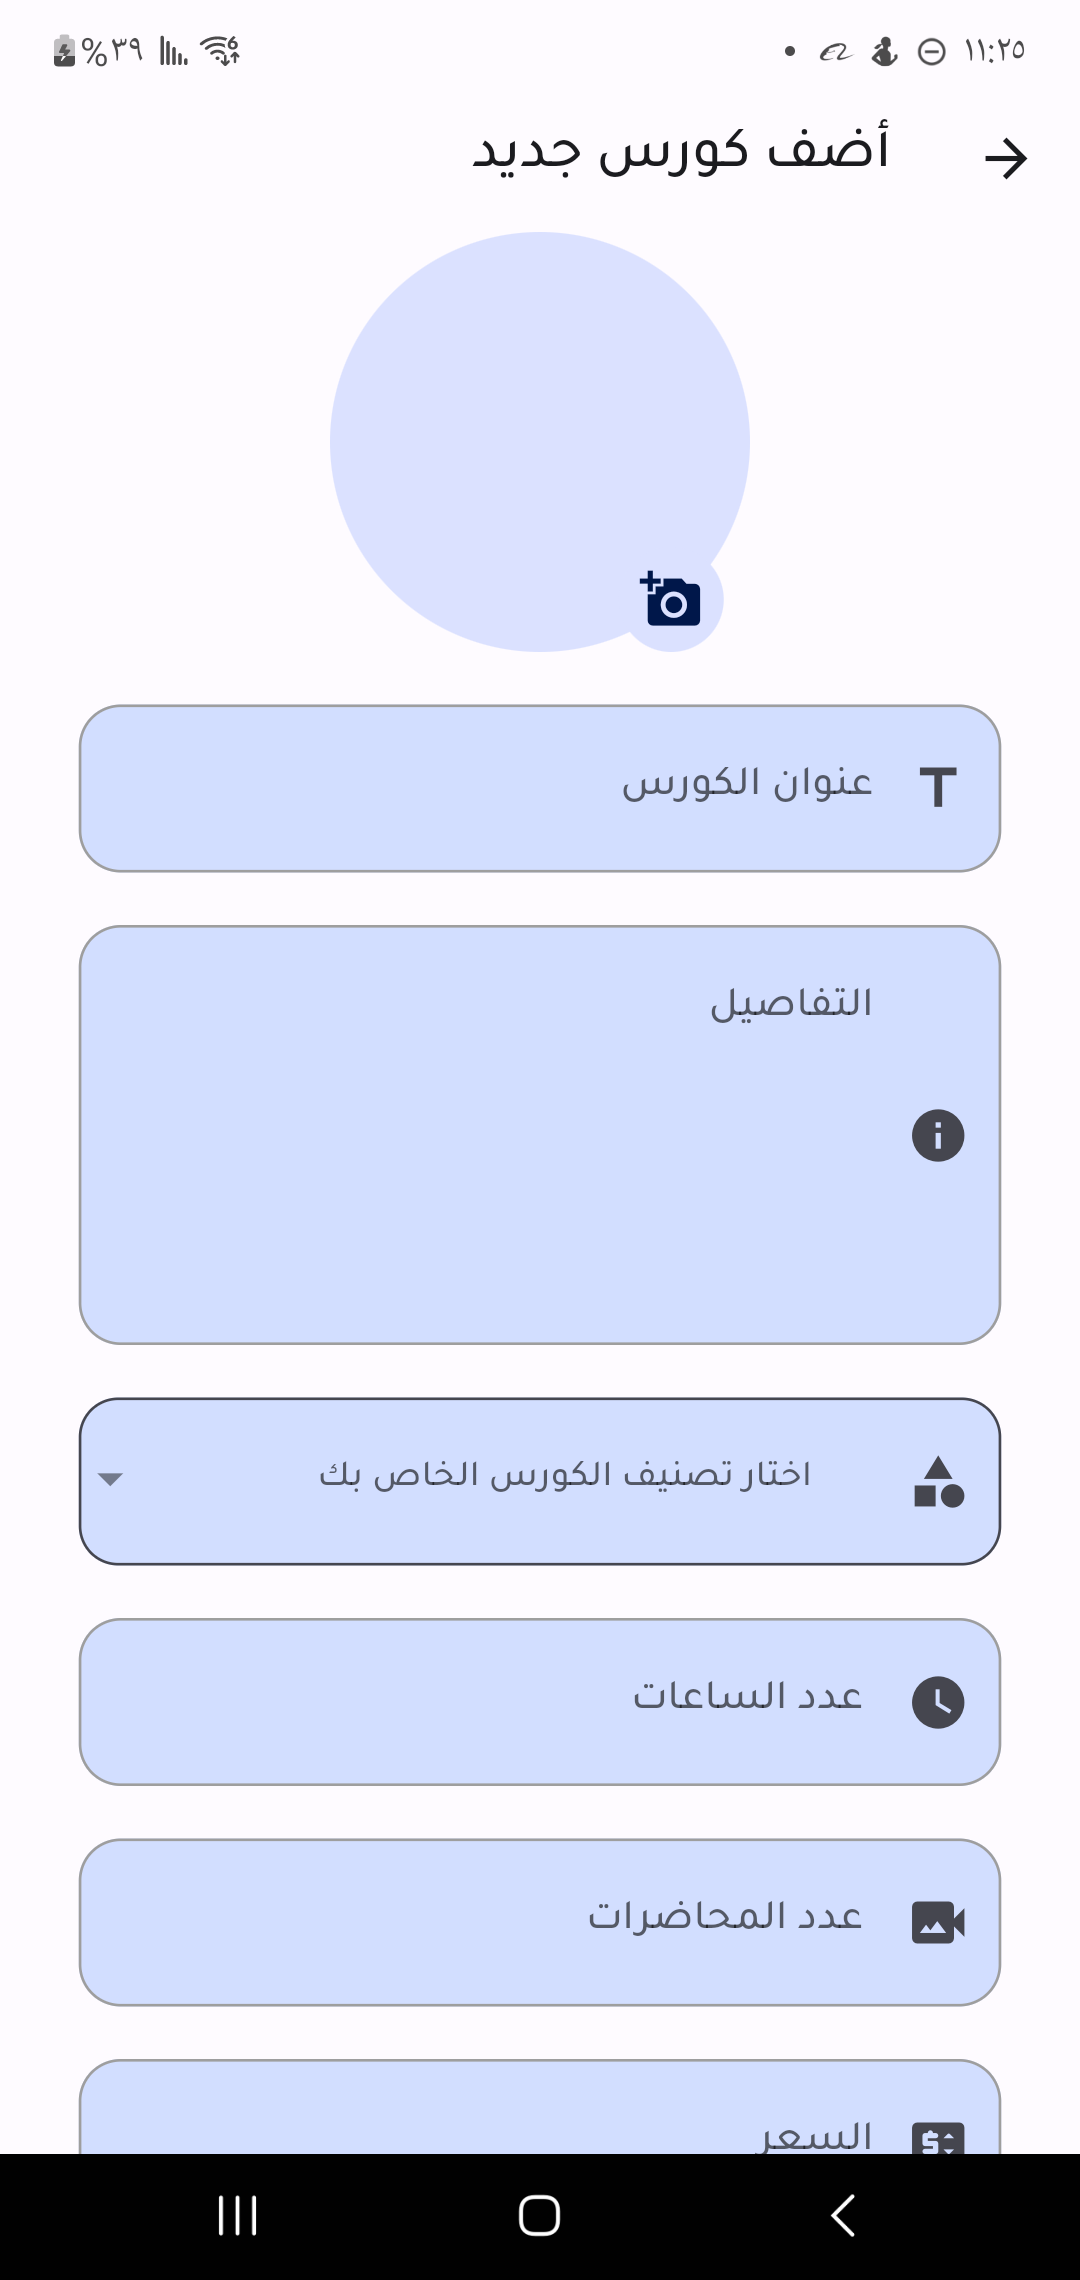 ١١:٢٥
%٣٩
أضف كورس جديد
عنوان الكورس
التفاصيل
اختار تصنيف الكورس الخاص بك
عدد الساعات
عدد المحاضرات
السعر